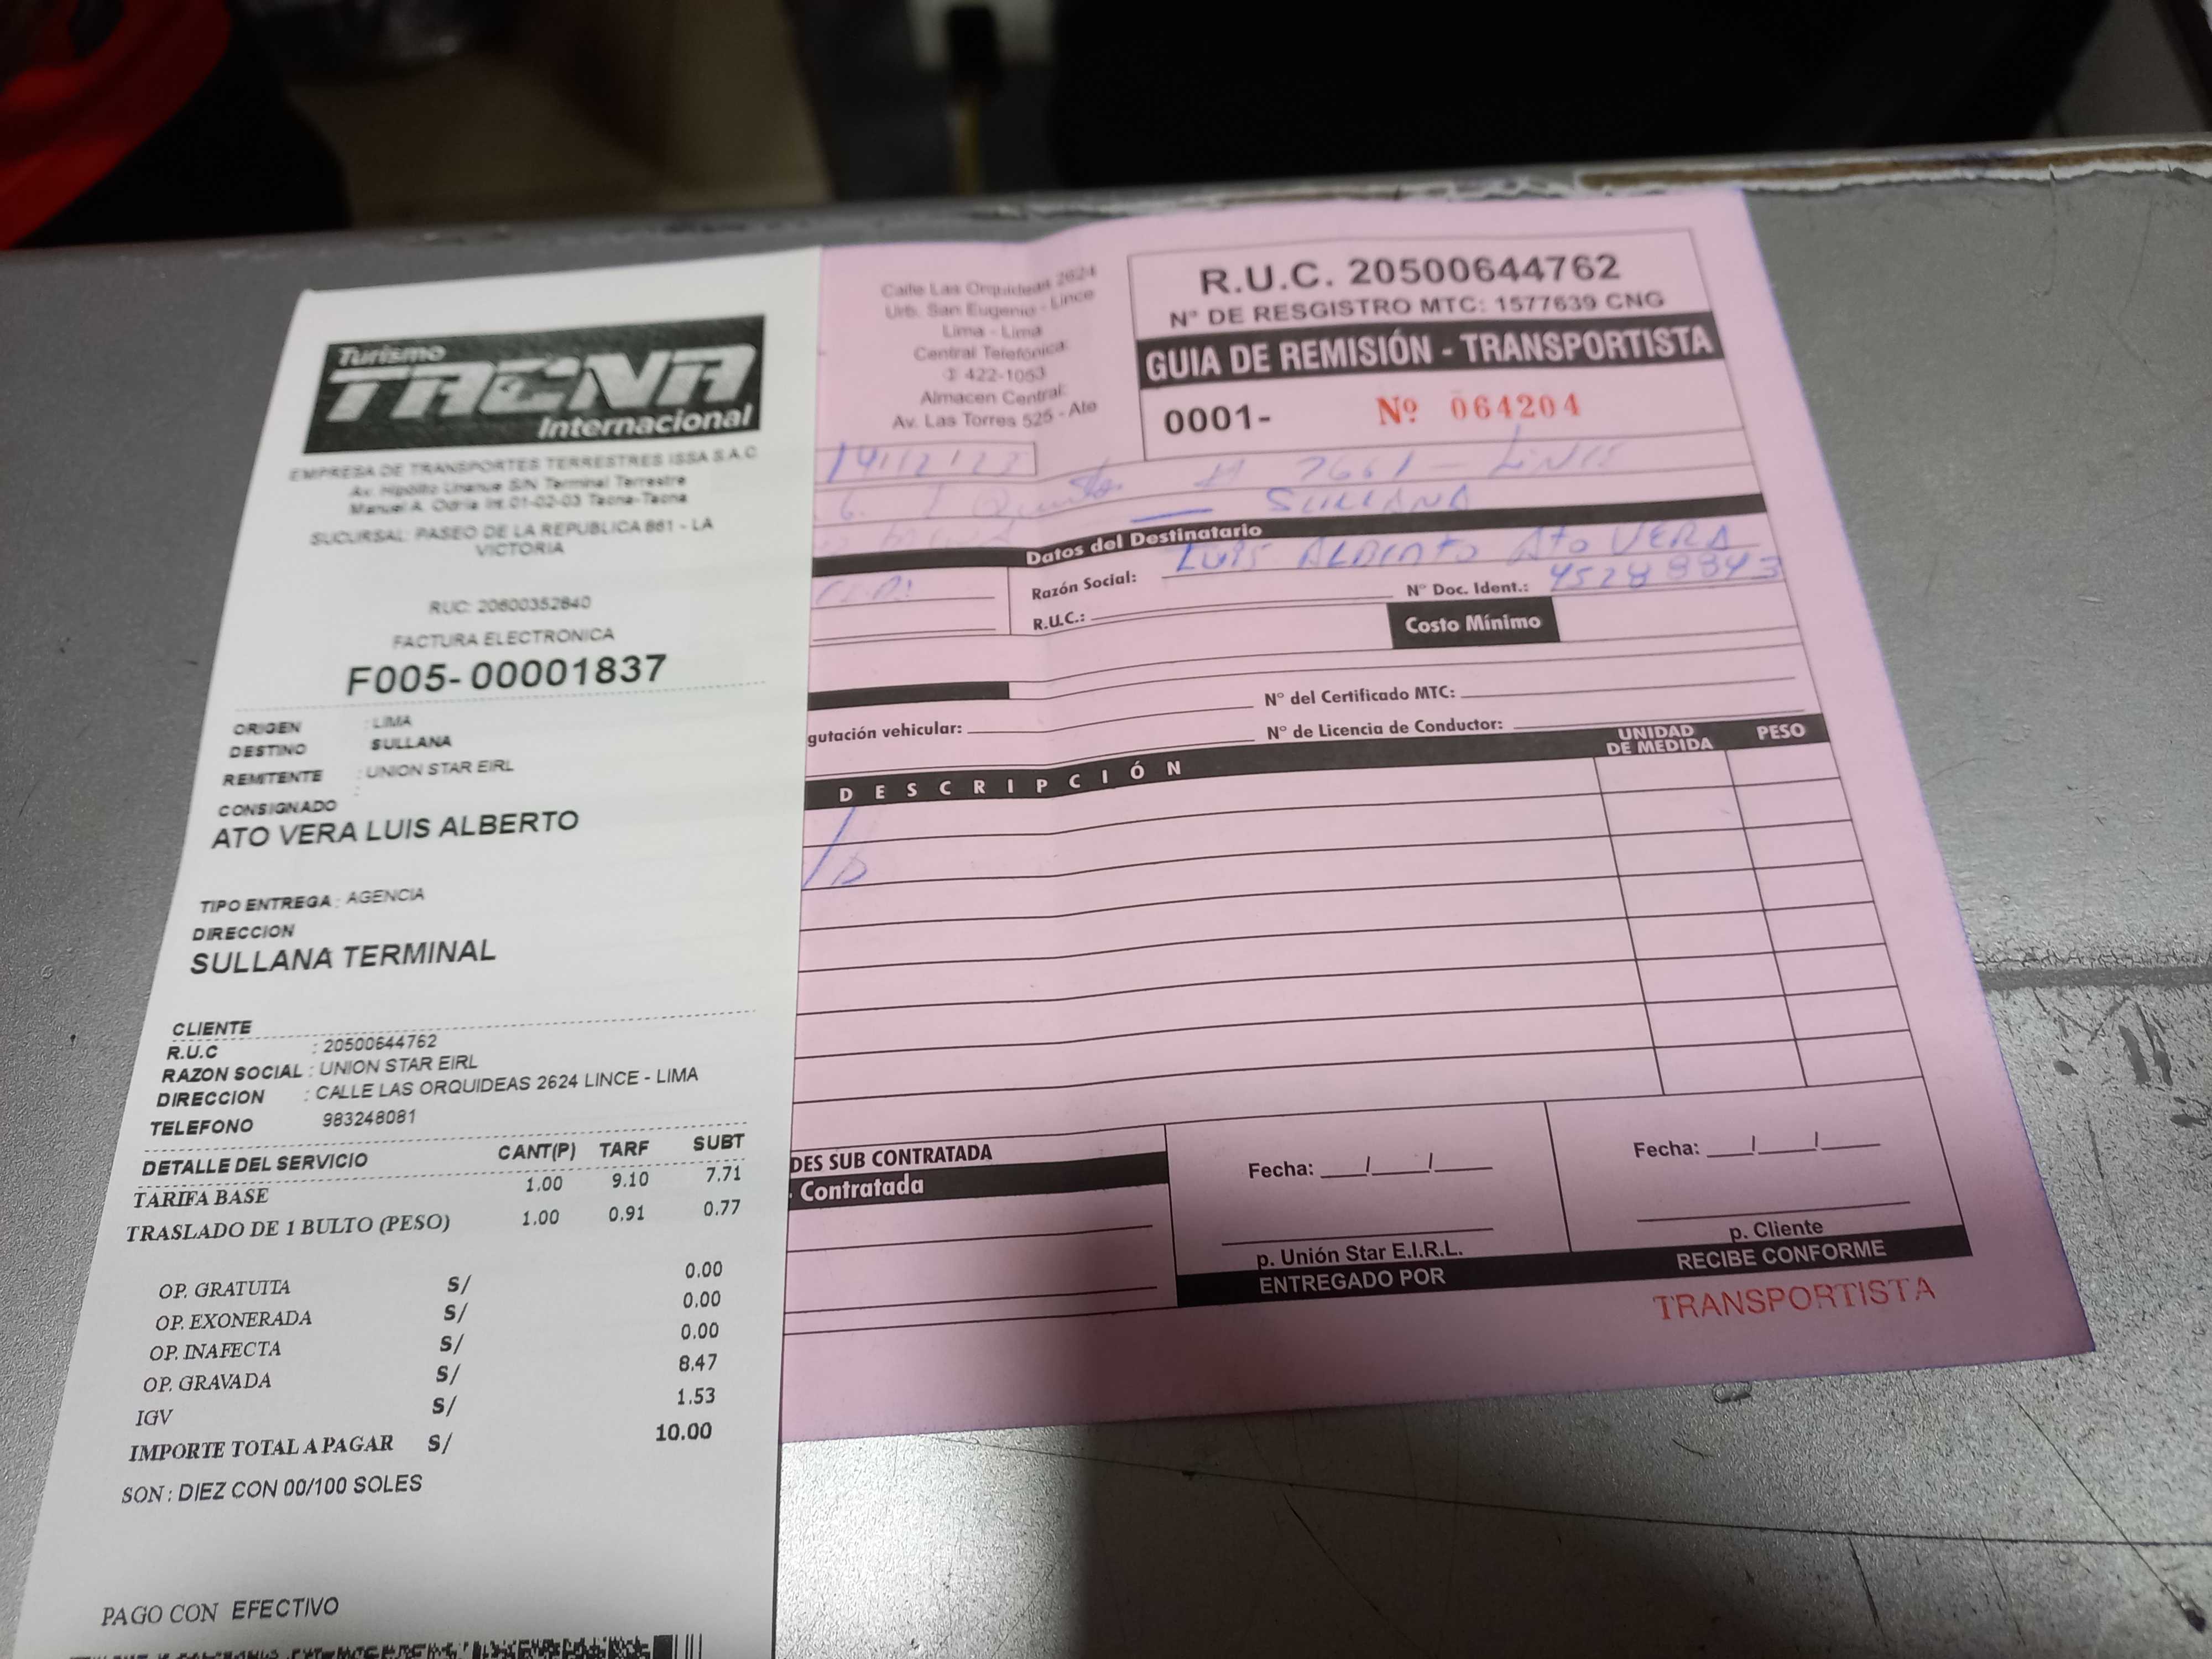 Turismo
TACNA
Internacional
EMPRESA DE TRANSPORTES TERRESTRES ISSA S.A.C
Av. Hipólito Unanue S/N Terminal Terrestre
Manuel A. Odria Int.01-02-03 Tacna-Tacna
SUCURSAL: PASEO DE LA REPUBLICA 661 - LA
VICTORIA
RUC: 20600352840
FACTURA ELECTRONICA
F005-00001837
ORIGEN : LIMA
DESTINO SULLANA
REMITENTE : UNION STAR EIRL
:
CONSIGNADO
ATO VERA LUIS ALBERTO
TIPO ENTREGA : AGENCIA
DIRECCION
SULLANA TERMINAL
CLIENTE
R.U.C : 20500644762
RAZON SOCIAL : UNION STAR EIRL
DIRECCION : CALLE LAS ORQUIDEAS 2624 LINCE - LIMA
TELEFONO 983248081
DETALLE DEL SERVICIO CANT(P) TARF SUBT
TARIFA BASE 1.00 9.10 7.71
TRASLADO DE 1 BULTO (PESO) 1.00 0.91 0.77
OP. GRATUITA S/ 0.00
OP. EXONERADA S/ 0.00
OP. INAFECTA S/ 0.00
OP. GRAVADA S/ 8.47
IGV S/ 1.53
IMPORTE TOTAL A PAGAR S/ 10.00
SON : DIEZ CON 00/100 SOLES
PAGO CON EFECTIVO
Calle Las Orquideas 2624
Urb. San Eugenio - Lince
Lima - Lima
Central Telefónica:
✆ 422-1053
Almacen Central:
Av. Las Torres 525 - Ate
R.U.C. 20500644762
N° DE RESGISTRO MTC: 1577639 CNG
GUIA DE REMISIÓN - TRANSPORTISTA
0001- Nº 064204
SULLANA
Datos del Destinatario
Razón Social: LUIS ALBERTO Ato VERA
N° Doc. Ident.:
R.U.C.:
Costo Mínimo
N° del Certificado MTC:
gutación vehicular:
N° de Licencia de Conductor:
DESCRIPCIÓN UNIDAD DE MEDIDA PESO
DES SUB CONTRATADA
Contratada
Fecha: ___/___/___
p. Unión Star E.I.R.L.
ENTREGADO POR
Fecha: ___/___/___
p. Cliente
RECIBE CONFORME
TRANSPORTISTA